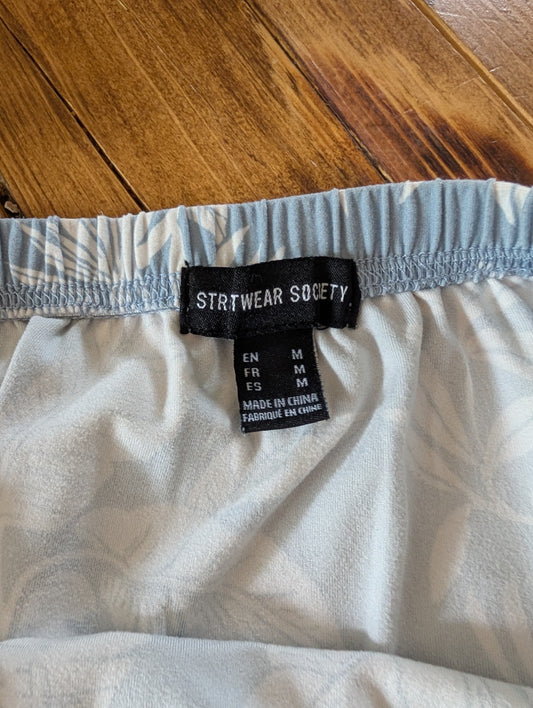 STRTWEAR SOCIETY
EN M
FR M
ES M
MADE IN CHINA
FABRIQUÉ EN CHINE